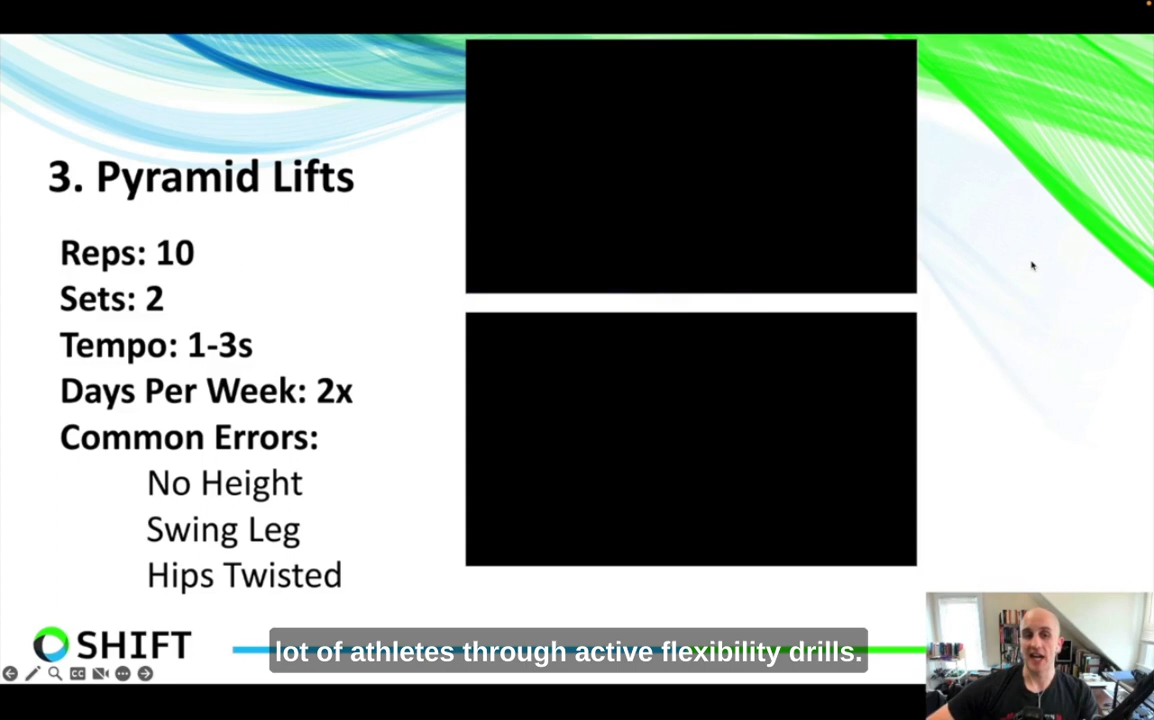 3. Pyramid Lifts
Reps: 10
Sets: 2
Tempo: 1-3s
Days Per Week: 2x
Common Errors:
No Height
Swing Leg
Hips Twisted
SHIFT
lot of athletes through active flexibility drills.
CC